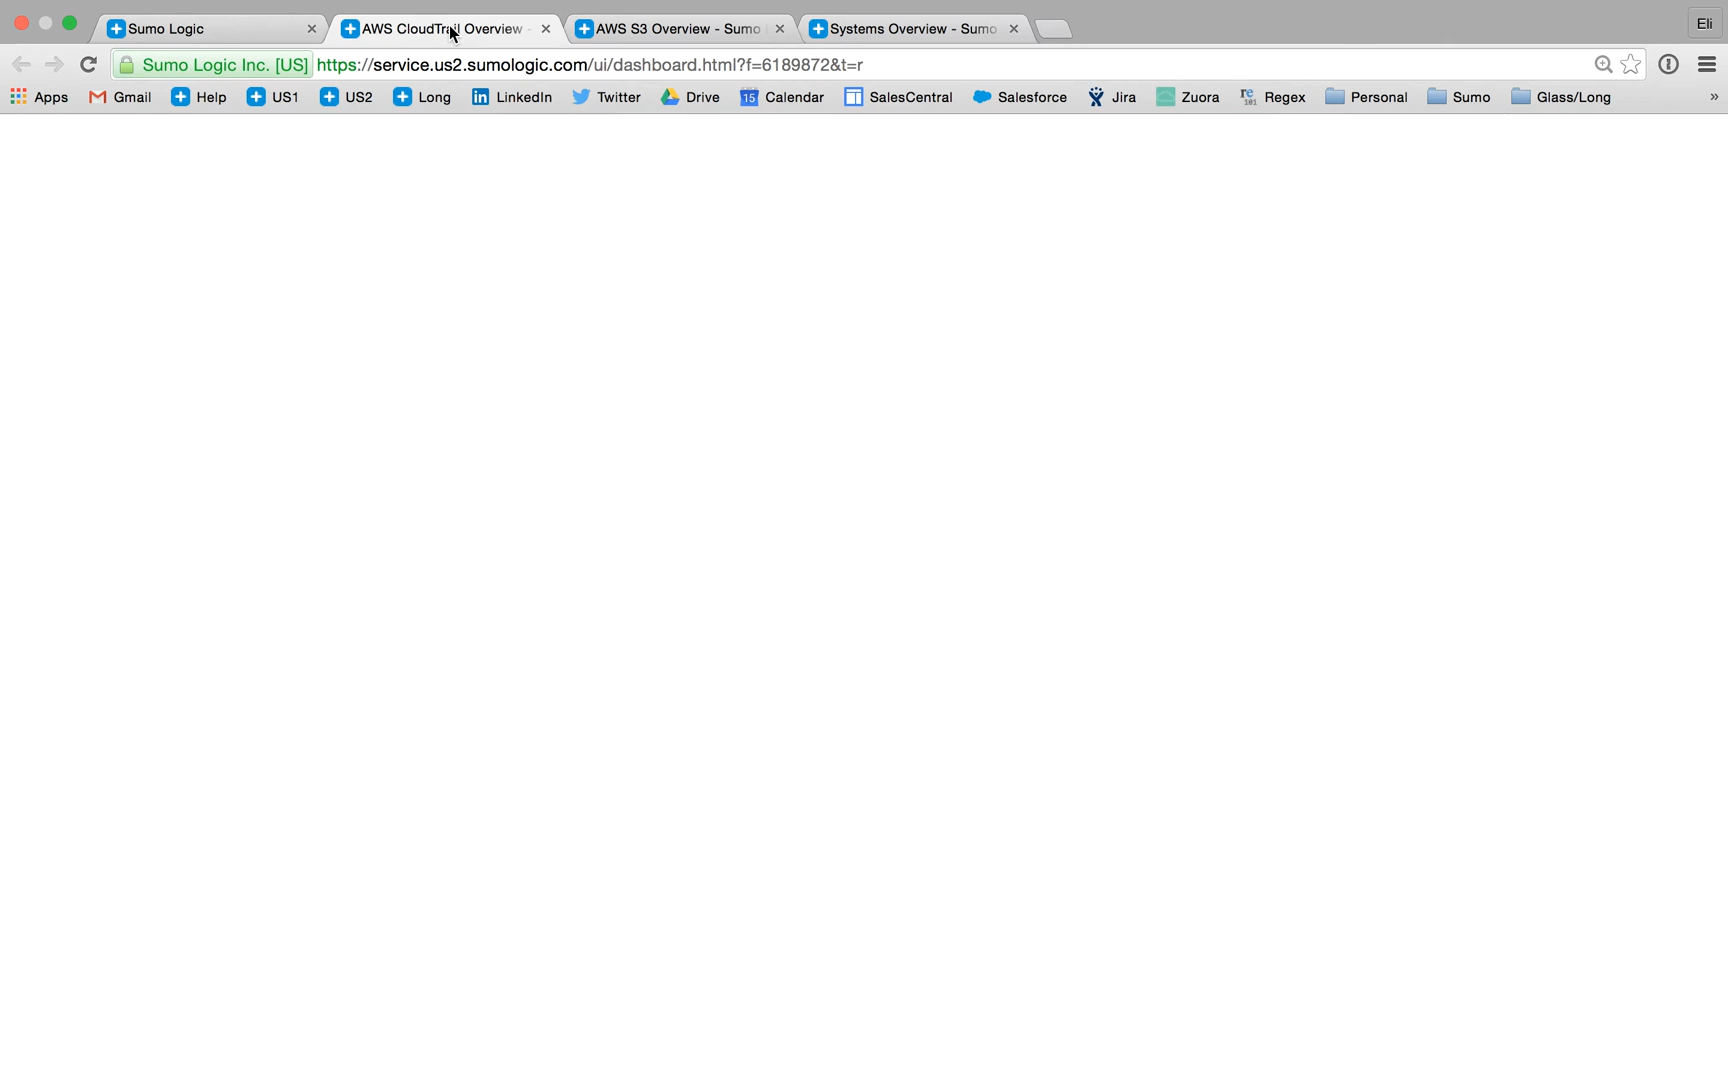 Sumo Logic
AWS CloudTrail Overview -
AWS S3 Overview - Sumo
Systems Overview - Sumo
Eli
Sumo Logic Inc. [US] https://service.us2.sumologic.com/ui/dashboard.html?f=6189872&t=r
Apps Gmail Help US1 US2 Long LinkedIn Twitter Drive 15 Calendar SalesCentral Salesforce Jira Zuora re 101 Regex Personal Sumo Glass/Long »